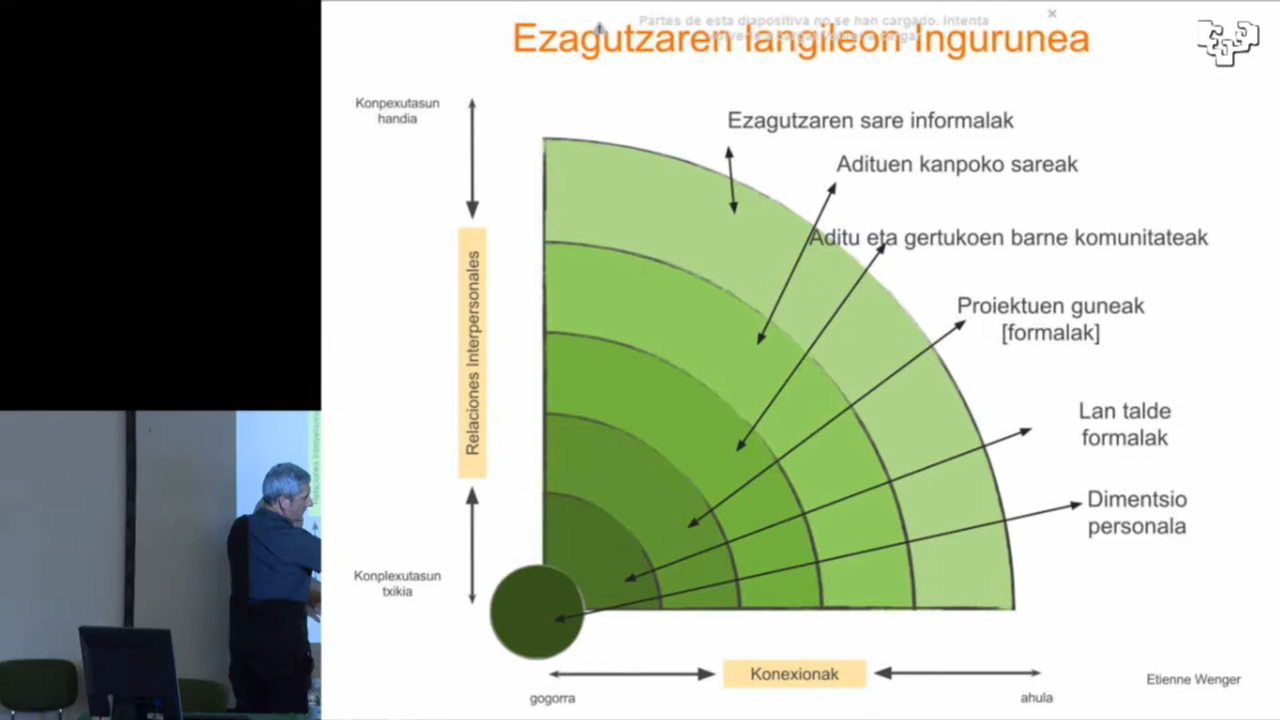 Partes de esta diapositiva no se han cargado. Intenta
Ezagutzaren langileon Ingurunea
Konpexutasun
handia
Ezagutzaren sare informalak
Adituen kanpoko sareak
Aditu eta gertukoen barne komunitateak
Relaciones Interpersonales
Proiektuen guneak
[formalak]
Lan talde
formalak
Dimentsio
personala
Konplexutasun
txikia
Konexionak
gogorra
ahula
Etienne Wenger